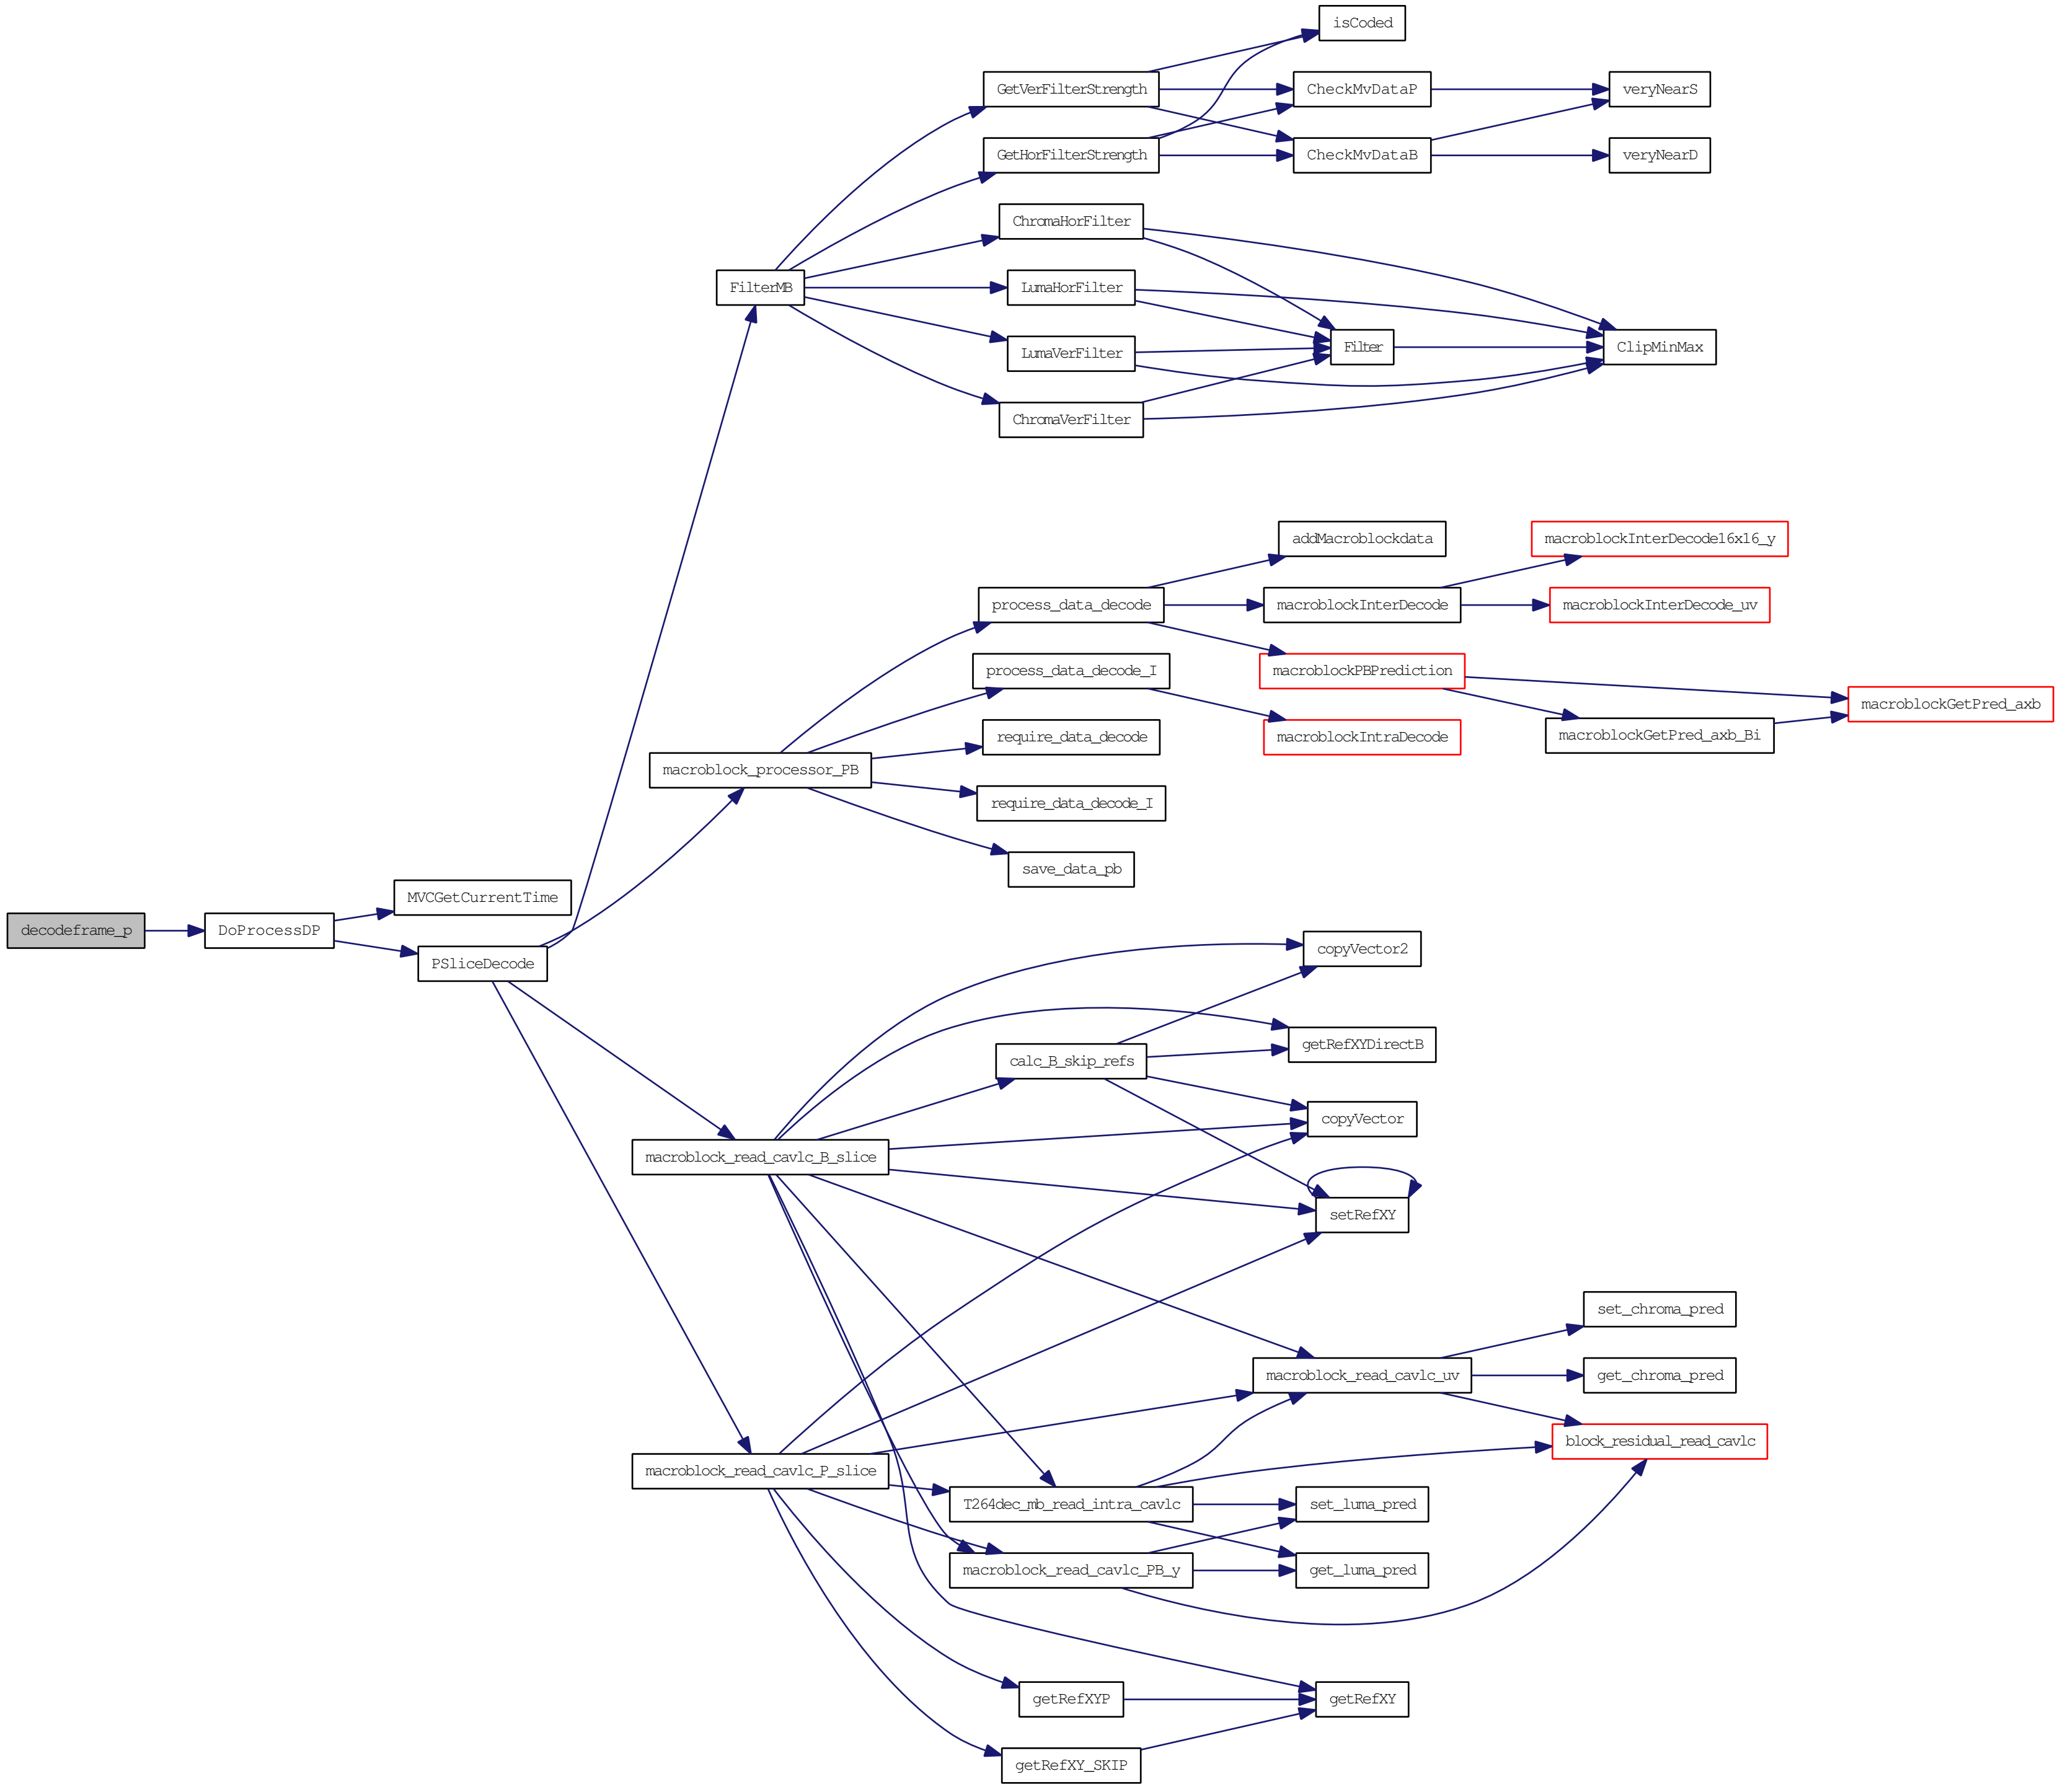 isCoded
GetVerFilterStrength
CheckMvDataP
veryNearS
GetHorFilterStrength
CheckMvDataB
veryNearD
ChromaHorFilter
FilterMB
LumaHorFilter
LumaVerFilter
Filter
ClipMinMax
ChromaVerFilter
addMacroblockdata
macroblockInterDecode16x16_y
process_data_decode
macroblockInterDecode
macroblockInterDecode_uv
process_data_decode_I
macroblockPBPrediction
macroblockGetPred_axb
require_data_decode
macroblockIntraDecode
macroblockGetPred_axb_Bi
macroblock_processor_PB
require_data_decode_I
save_data_pb
MVCGetCurrentTime
decodeframe_p
DoProcessDP
PSliceDecode
copyVector2
getRefXYDirectB
calc_B_skip_refs
copyVector
macroblock_read_cavlc_B_slice
setRefXY
set_chroma_pred
macroblock_read_cavlc_uv
get_chroma_pred
block_residual_read_cavlc
macroblock_read_cavlc_P_slice
T264dec_mb_read_intra_cavlc
set_luma_pred
macroblock_read_cavlc_PB_y
get_luma_pred
getRefXYP
getRefXY
getRefXY_SKIP